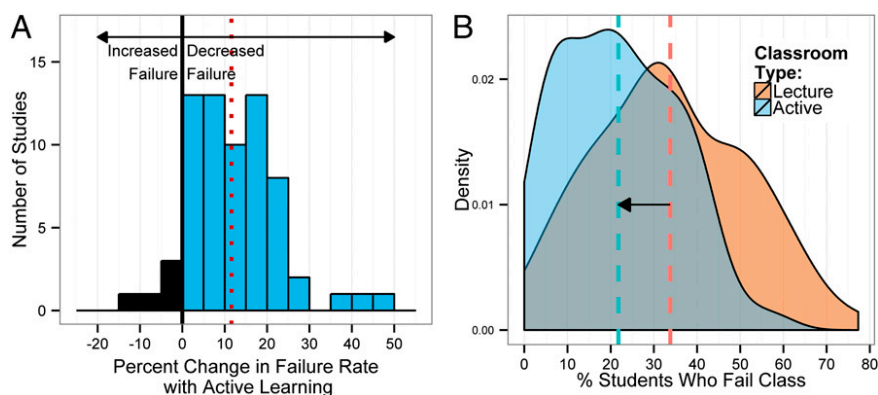 A
Increased Decreased
Failure Failure
Number of Studies
15
10
5
0
-20 -10 0 10 20 30 40 50
Percent Change in Failure Rate
with Active Learning
B
Classroom
Type:
Lecture
Active
Density
0.02
0.01
0.00
0 10 20 30 40 50 60 70 80
% Students Who Fail Class